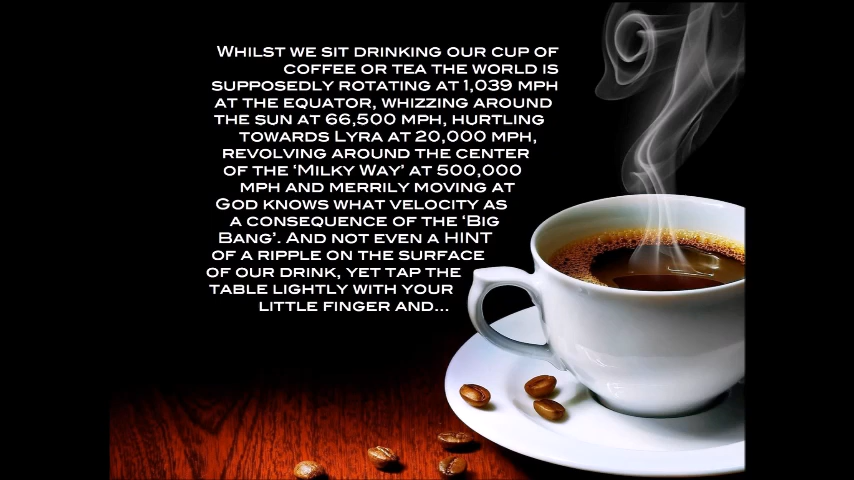 Whilst we sit drinking our cup of
coffee or tea the world is
supposedly rotating at 1,039 mph
at the equator, whizzing around
the sun at 66,500 mph, hurtling
towards Lyra at 20,000 mph,
revolving around the center
of the ‘Milky Way’ at 500,000
mph and merrily moving at
God knows what velocity as
a consequence of the ‘Big
Bang’. And not even a HINT
of a ripple on the surface
of our drink, yet tap the
table lightly with your
little finger and...